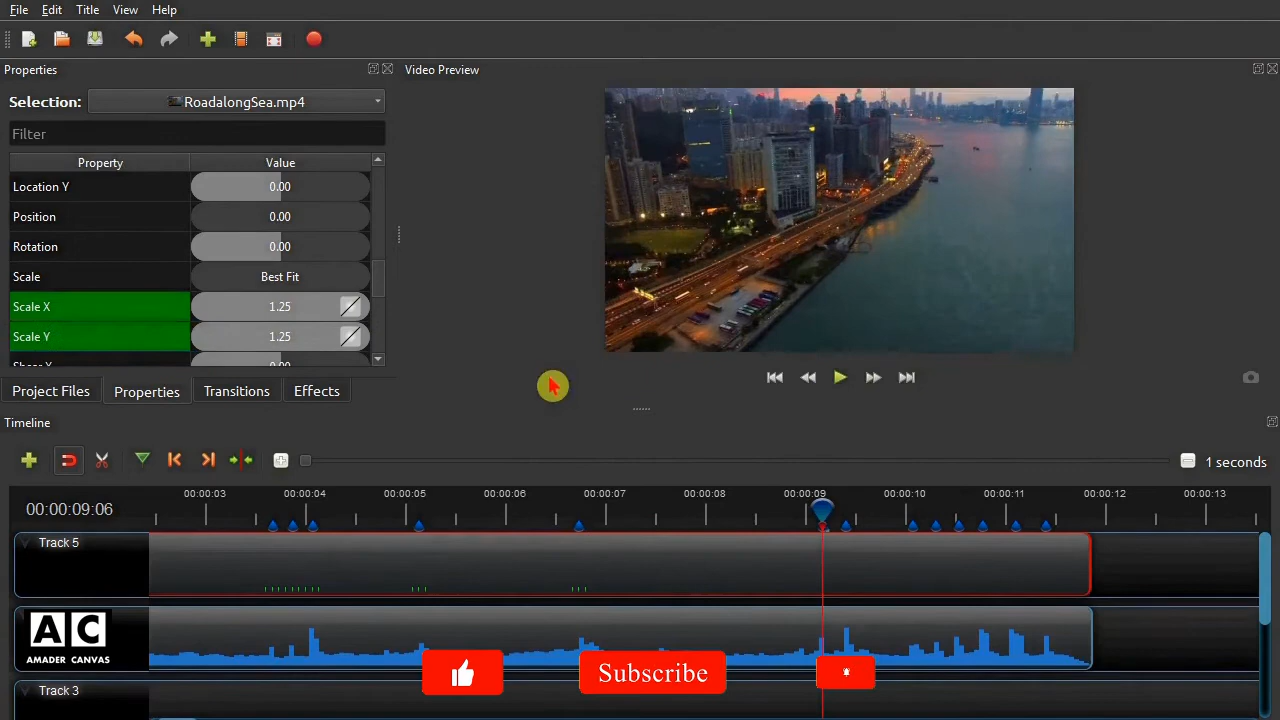 File Edit Title View Help
Properties
Video Preview
Selection: RoadalongSea.mp4
Filter
Property Value
Location Y 0.00
Position 0.00
Rotation 0.00
Scale Best Fit
Scale X 1.25
Scale Y 1.25
Shear X 0.00
Project Files Properties Transitions Effects
Timeline
1 seconds
00:00:09:06
00:00:03 00:00:04 00:00:05 00:00:06 00:00:07 00:00:08 00:00:09 00:00:10 00:00:11 00:00:12 00:00:13
Track 5
AC
AMADER CANVAS
Subscribe
Track 3